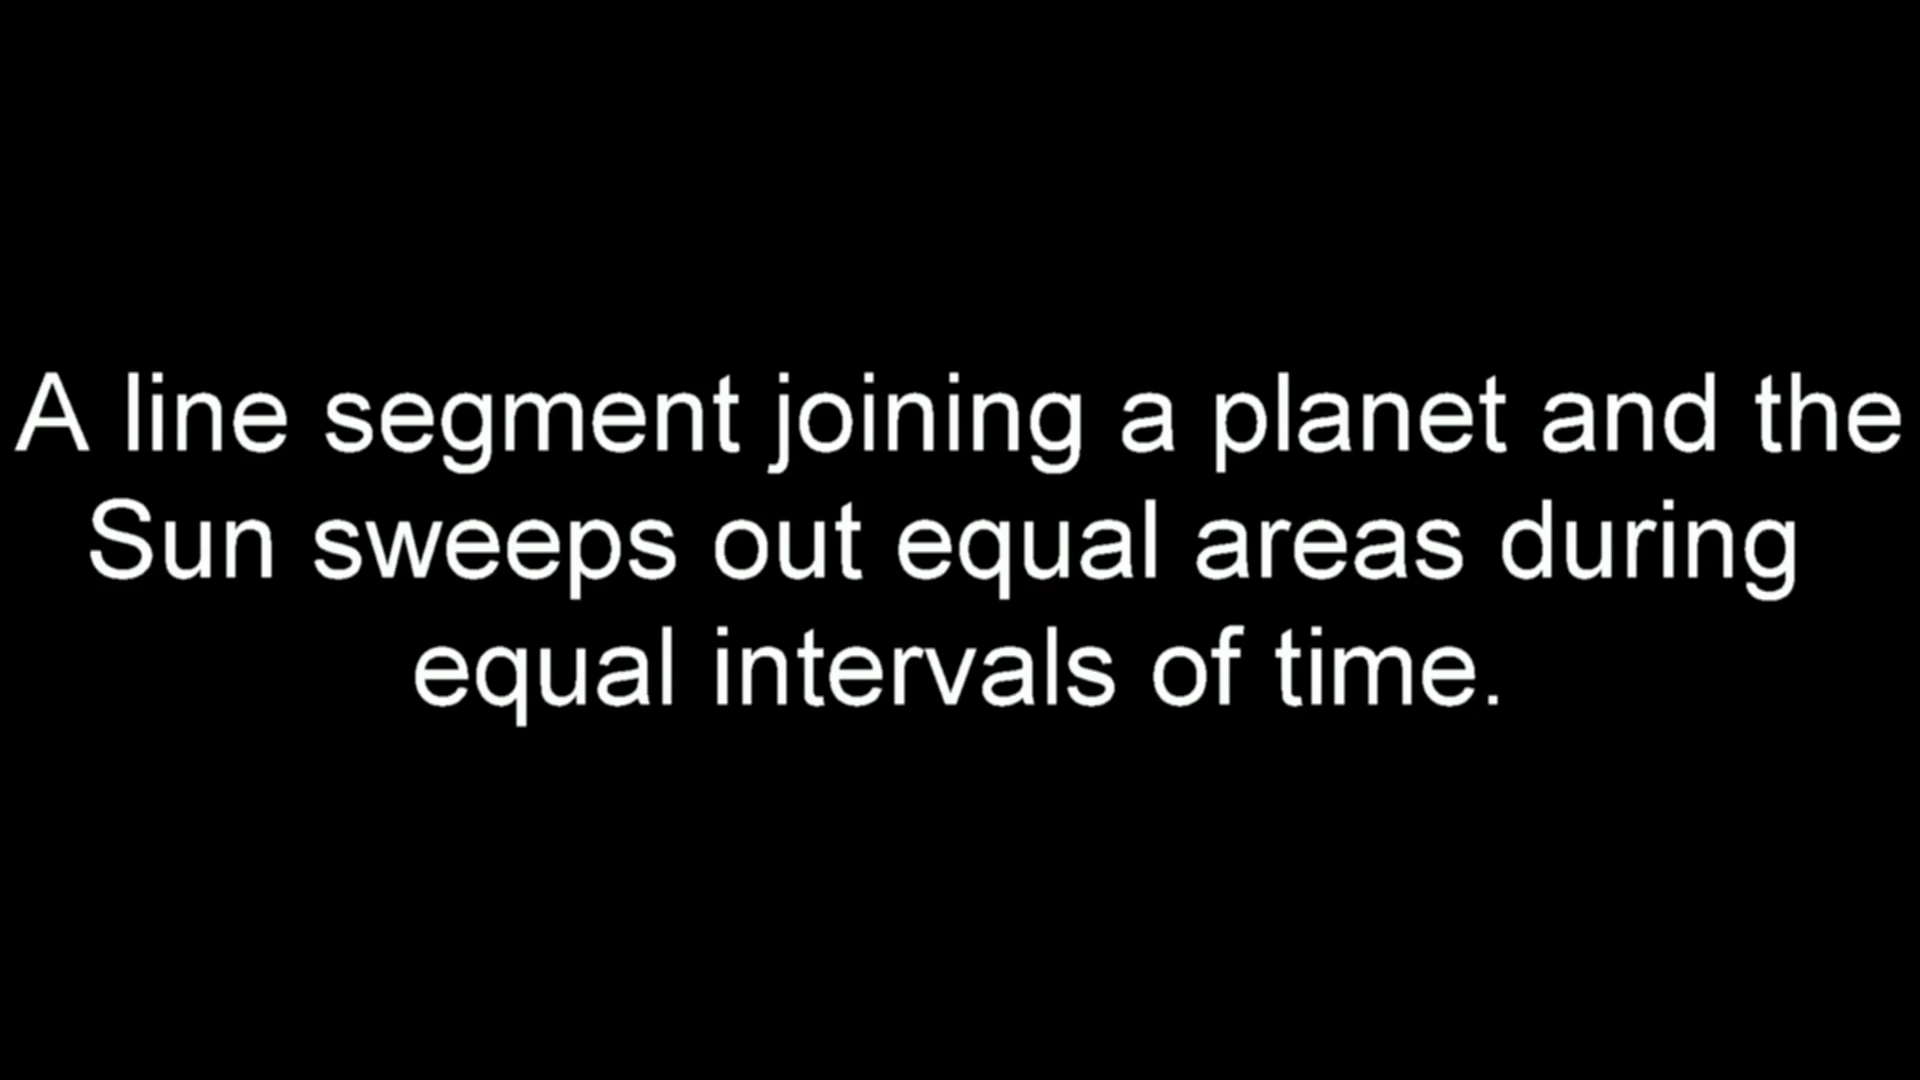 A line segment joining a planet and the
Sun sweeps out equal areas during
equal intervals of time.